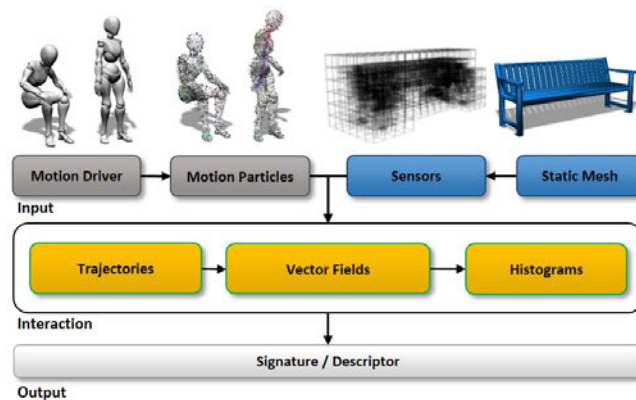 Motion Driver
Motion Particles
Sensors
Static Mesh
Input
Trajectories
Vector Fields
Histograms
Interaction
Signature / Descriptor
Output